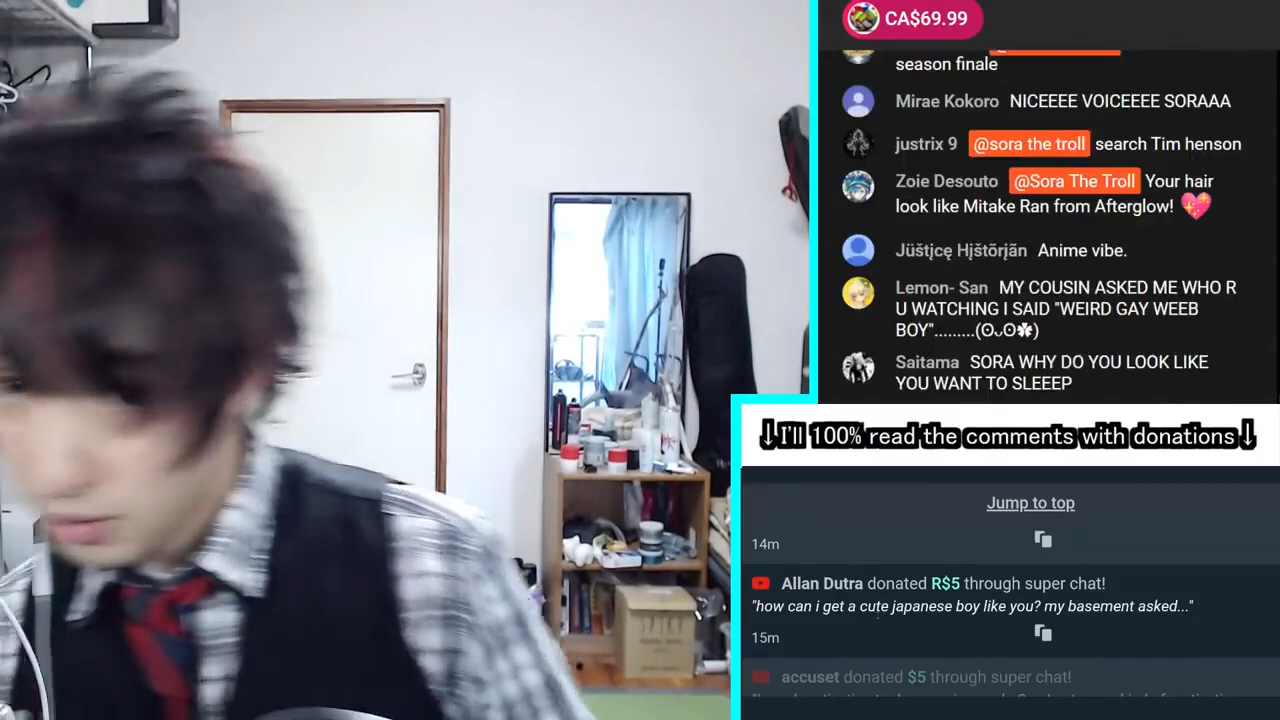 CA$69.99
season finale
Mirae Kokoro NICEEEE VOICEEEE SORAAA
justrix 9 @sora the troll search Tim henson
Zoie Desouto @Sora The Troll Your hair
look like Mitake Ran from Afterglow!
Jüštįçę Hįštõrįãn Anime vibe.
Lemon- San MY COUSIN ASKED ME WHO R
U WATCHING I SAID "WEIRD GAY WEEB
BOY".........(ʘᴗʘ✽)
Saitama SORA WHY DO YOU LOOK LIKE
YOU WANT TO SLEEEP
↓I'll 100% read the comments with donations↓
Jump to top
14m
Allan Dutra donated R$5 through super chat!
"how can i get a cute japanese boy like you? my basement asked..."
15m
accuset donated $5 through super chat!